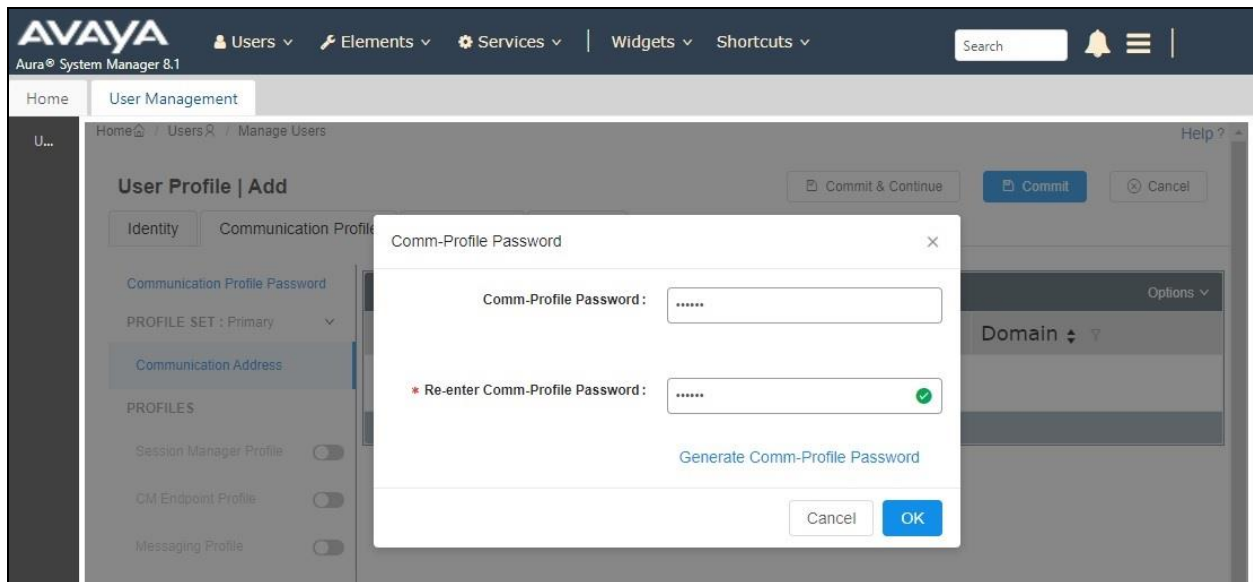 AVAYA
Aura® System Manager 8.1
Users
Elements
Services
Widgets
Shortcuts
Search
Home
User Management
U...
Home / Users / Manage Users
Help ?
User Profile | Add
Commit & Continue
Commit
Cancel
Identity
Communication Profile
Communication Profile Password
PROFILE SET : Primary
Communication Address
PROFILES
Session Manager Profile
CM Endpoint Profile
Messaging Profile
Options
Domain
Comm-Profile Password
Comm-Profile Password :
••••••
* Re-enter Comm-Profile Password :
••••••
Generate Comm-Profile Password
Cancel
OK